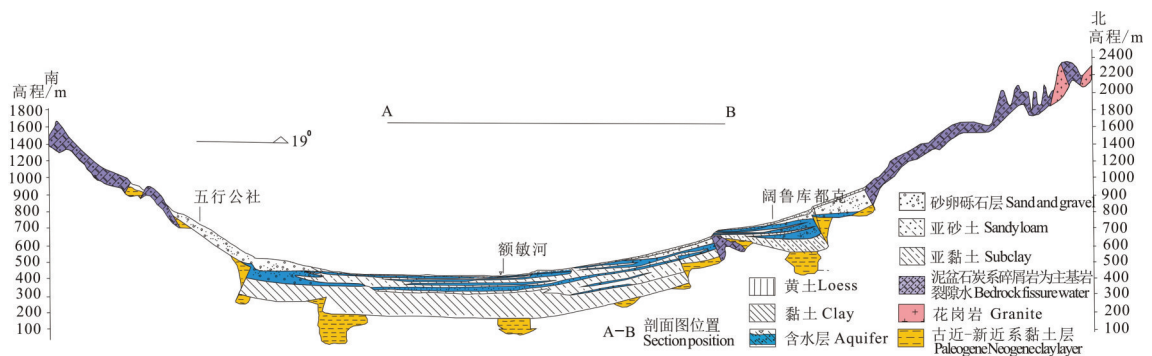 南
高程/m
1800
1600
1400
1200
1000
900
800
700
600
500
400
300
200
100
19⁰
五行公社
A
B
额敏河
阔鲁库都克
北
高程/m
2400
2200
2000
1800
1600
1400
1200
1000
900
800
700
600
500
400
300
200
100
砂卵砾石层 Sand and gravel
亚砂土 Sandy loam
亚黏土 Subclay
泥盆石炭系碎屑岩为主基岩
裂隙水 Bedrock fissure water
花岗岩 Granite
古近-新近系黏土层
Paleogene Neogene clay layer
黄土 Loess
黏土 Clay
含水层 Aquifer
A-B 剖面图位置
Section position